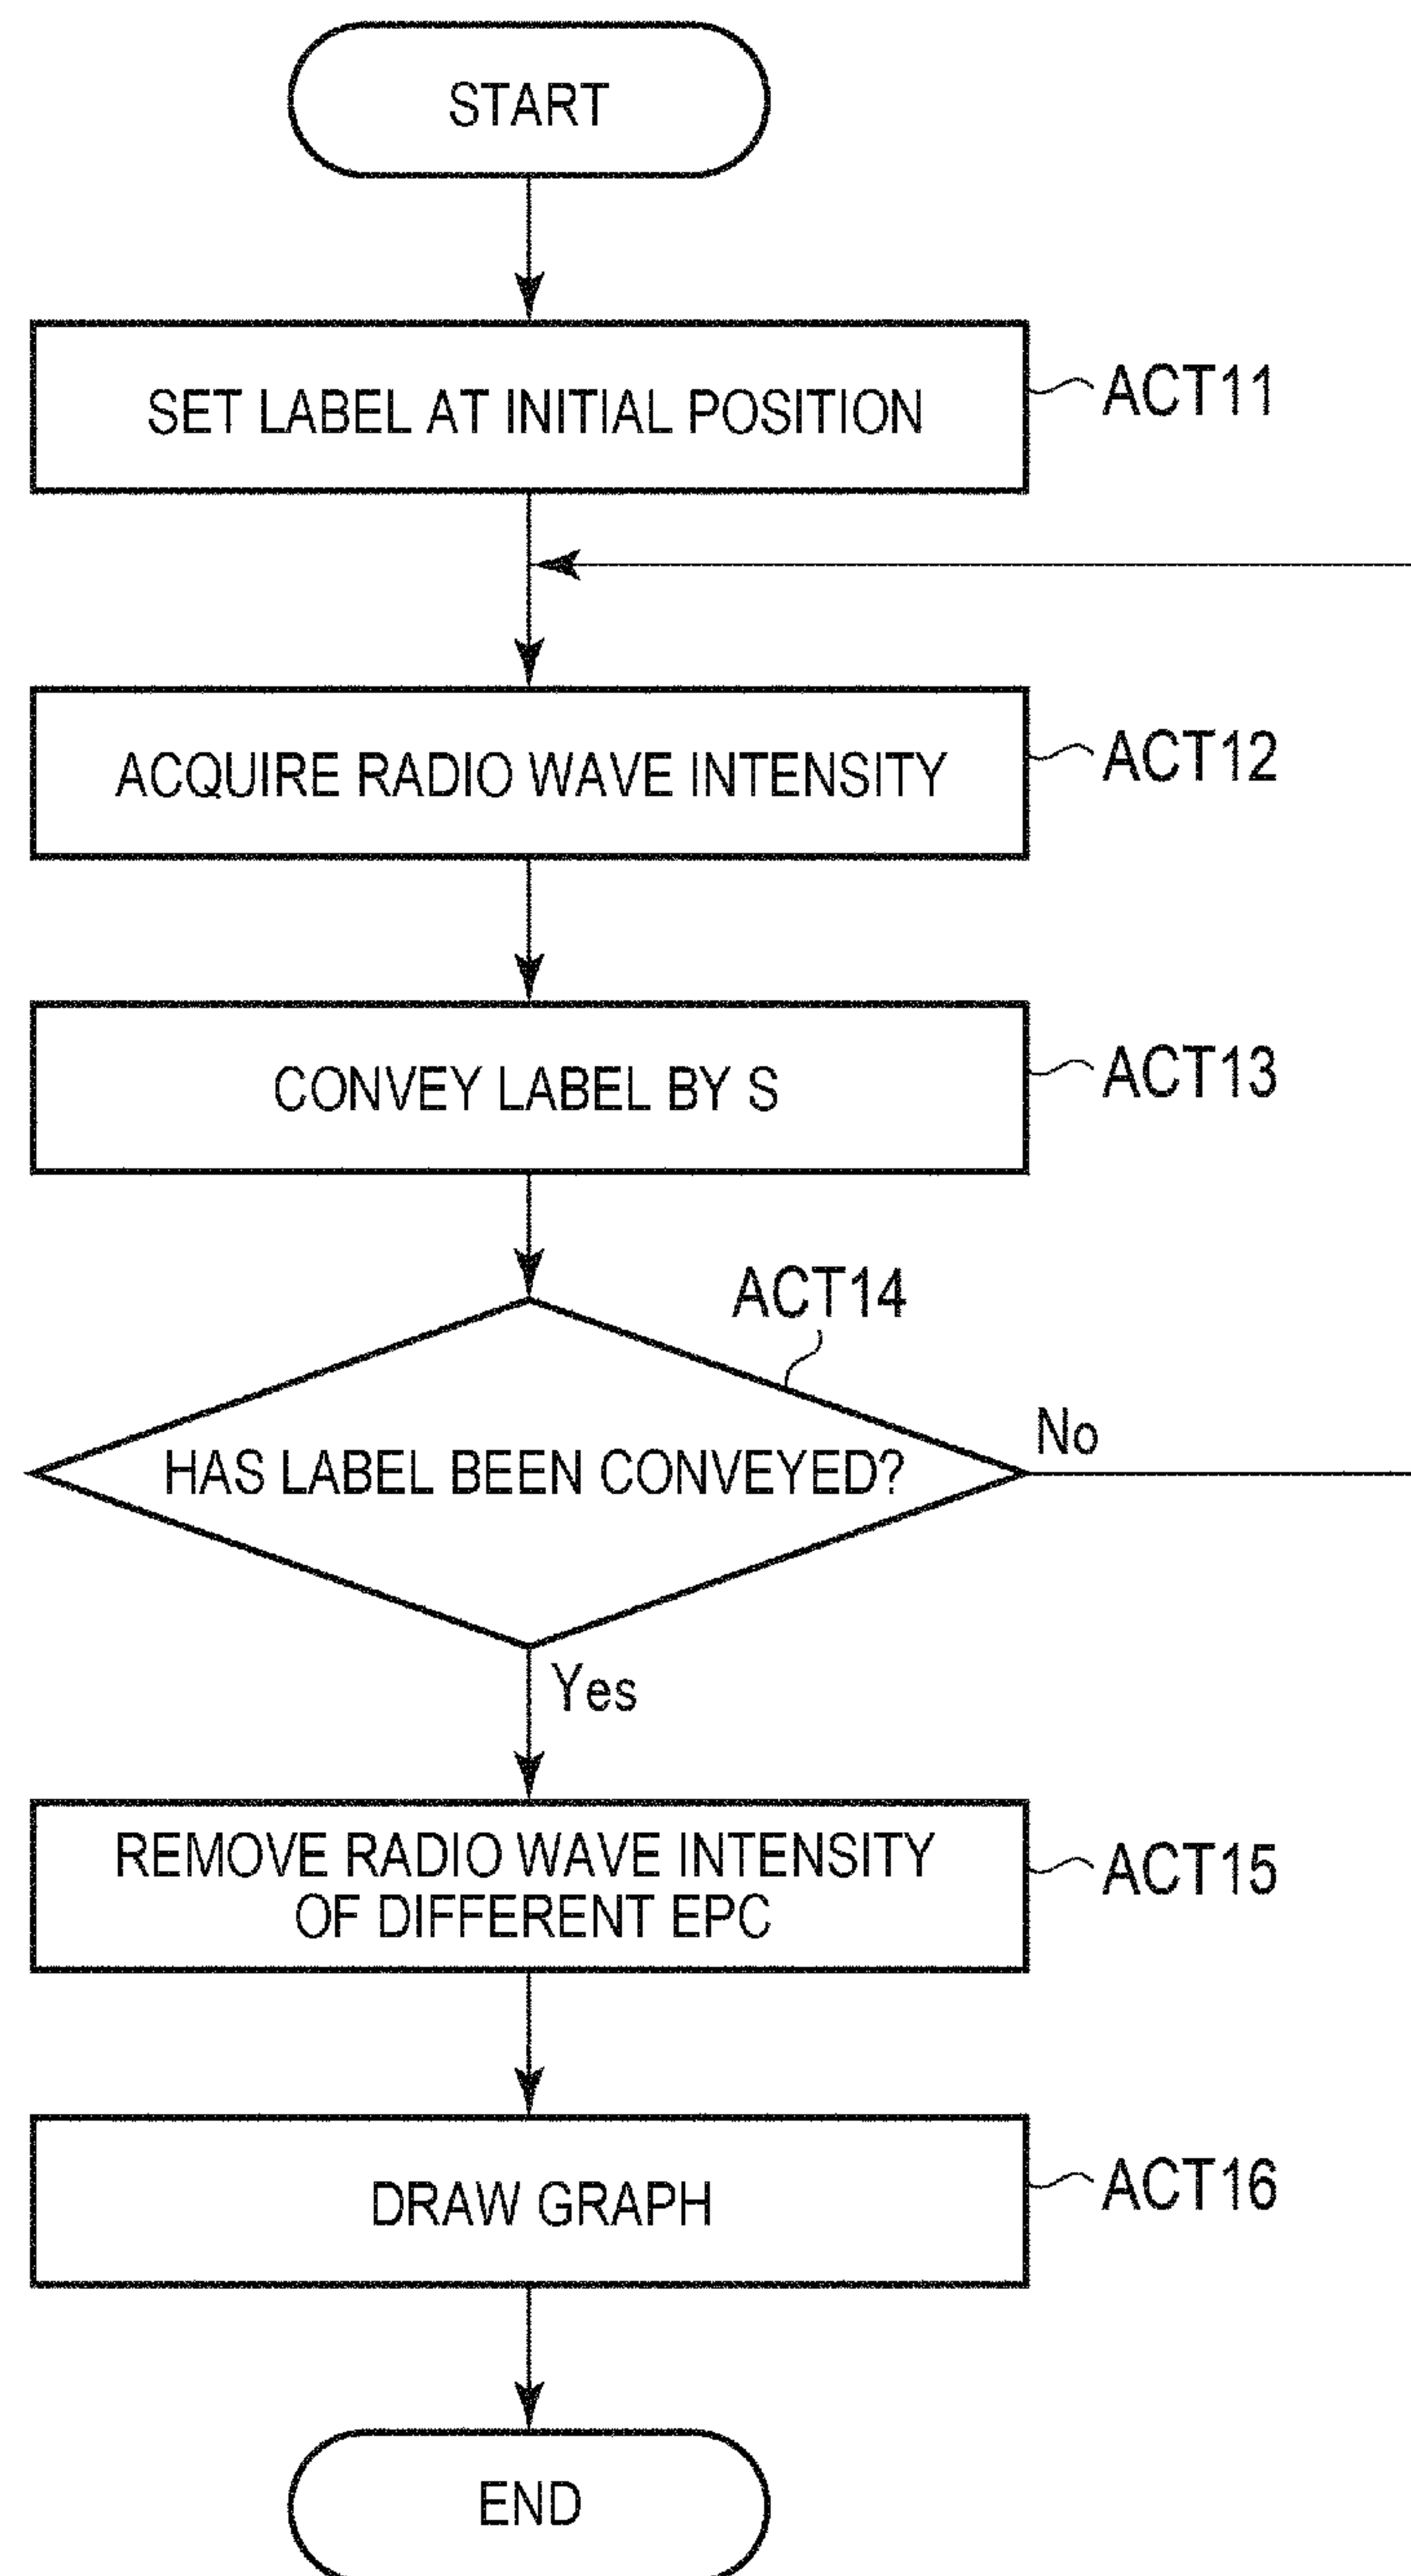 START
SET LABEL AT INITIAL POSITION
ACT11
ACQUIRE RADIO WAVE INTENSITY
ACT12
CONVEY LABEL BY S
ACT13
ACT14
HAS LABEL BEEN CONVEYED?
No
Yes
REMOVE RADIO WAVE INTENSITY
OF DIFFERENT EPC
ACT15
DRAW GRAPH
ACT16
END